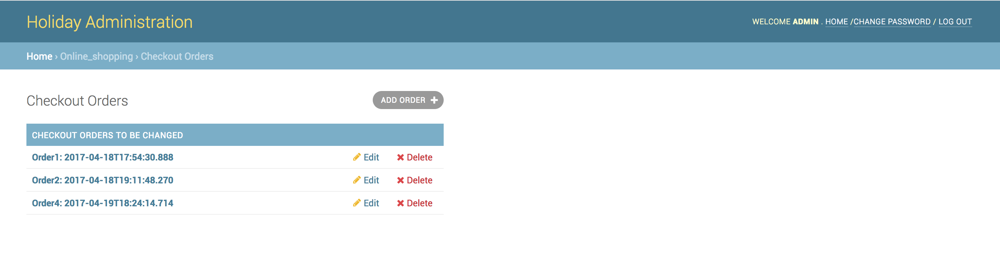 Holiday Administration
WELCOME ADMIN . HOME /CHANGE PASSWORD / LOG OUT
Home › Online_shopping › Checkout Orders
Checkout Orders
ADD ORDER +
CHECKOUT ORDERS TO BE CHANGED
Order1: 2017-04-18T17:54:30.888 Edit Delete
Order2: 2017-04-18T19:11:48.270 Edit Delete
Order4: 2017-04-19T18:24:14.714 Edit Delete